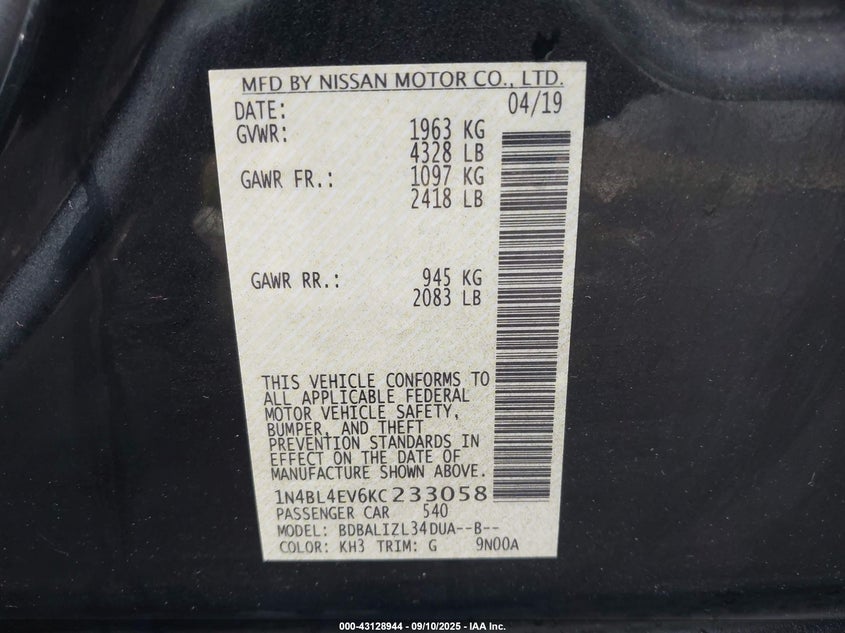 MFD BY NISSAN MOTOR CO., LTD.
DATE: 04/19
GVWR: 1963 KG
4328 LB
GAWR FR.: 1097 KG
2418 LB
GAWR RR.: 945 KG
2083 LB
THIS VEHICLE CONFORMS TO
ALL APPLICABLE FEDERAL
MOTOR VEHICLE SAFETY,
BUMPER, AND THEFT
PREVENTION STANDARDS IN
EFFECT ON THE DATE OF
MANUFACTURE SHOWN ABOVE.
1N4BL4EV6KC233058
PASSENGER CAR 540
MODEL: BDBALIZL34DUA--B--
COLOR: KH3 TRIM: G 9N00A
000-43128944 - 09/10/2025 - IAA Inc.